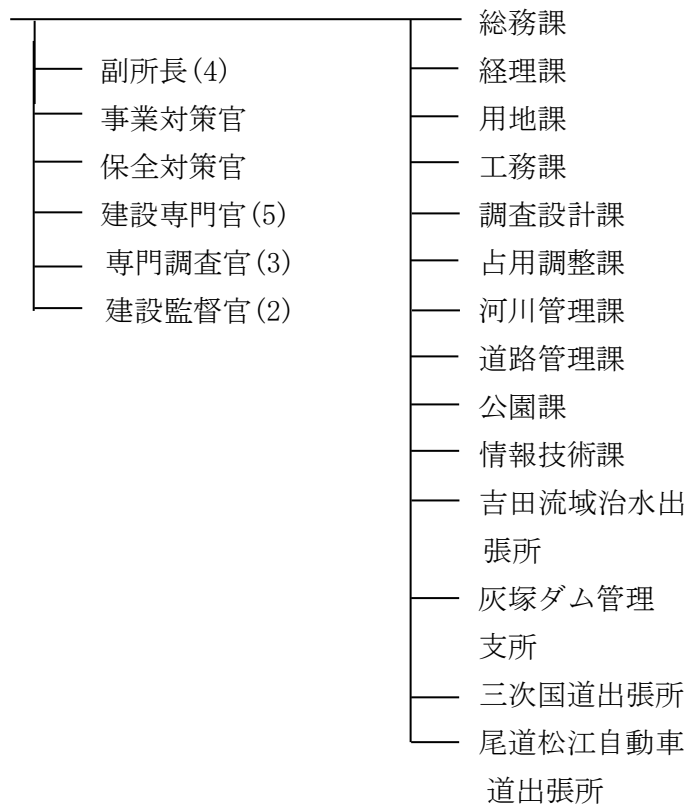 副所長(4)
事業対策官
保全対策官
建設専門官(5)
専門調査官(3)
建設監督官(2)
総務課
経理課
用地課
工務課
調査設計課
占用調整課
河川管理課
道路管理課
公園課
情報技術課
吉田流域治水出
張所
灰塚ダム管理
支所
三次国道出張所
尾道松江自動車
道出張所